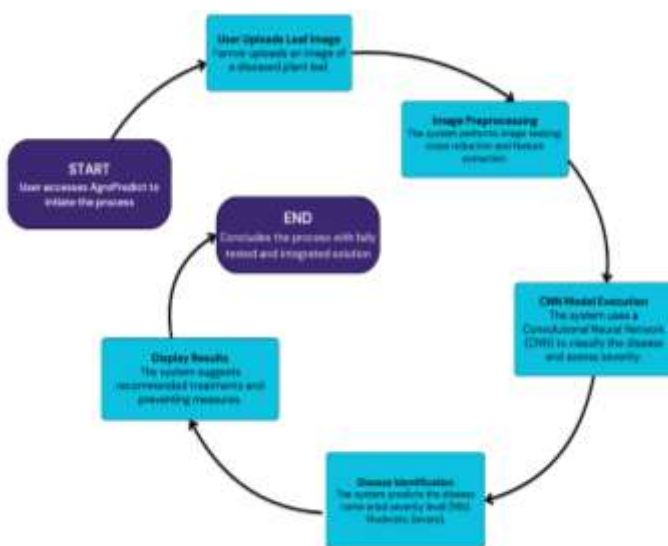 START
User accesses AgroPredict to
initiate the process
User Uploads Leaf Image
Farmer uploads an image of
a diseased plant leaf.
Image Preprocessing
The system performs image resizing
noise reduction and feature
extraction
CNN Model Execution
The system uses a
Convolutional Neural Network
(CNN) to classify the disease
and assess severity.
Disease Identification
The system predicts the disease
name and severity level (Mild
Moderate, Severe).
Display Results
The system suggests
recommended treatments and
preventing measures.
END
Concludes the process with fully
tested and integrated solution